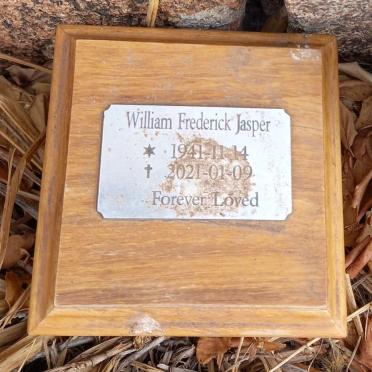 William Frederick Jasper
✶ 1941-11-14
✝ 2021-01-09
Forever Loved